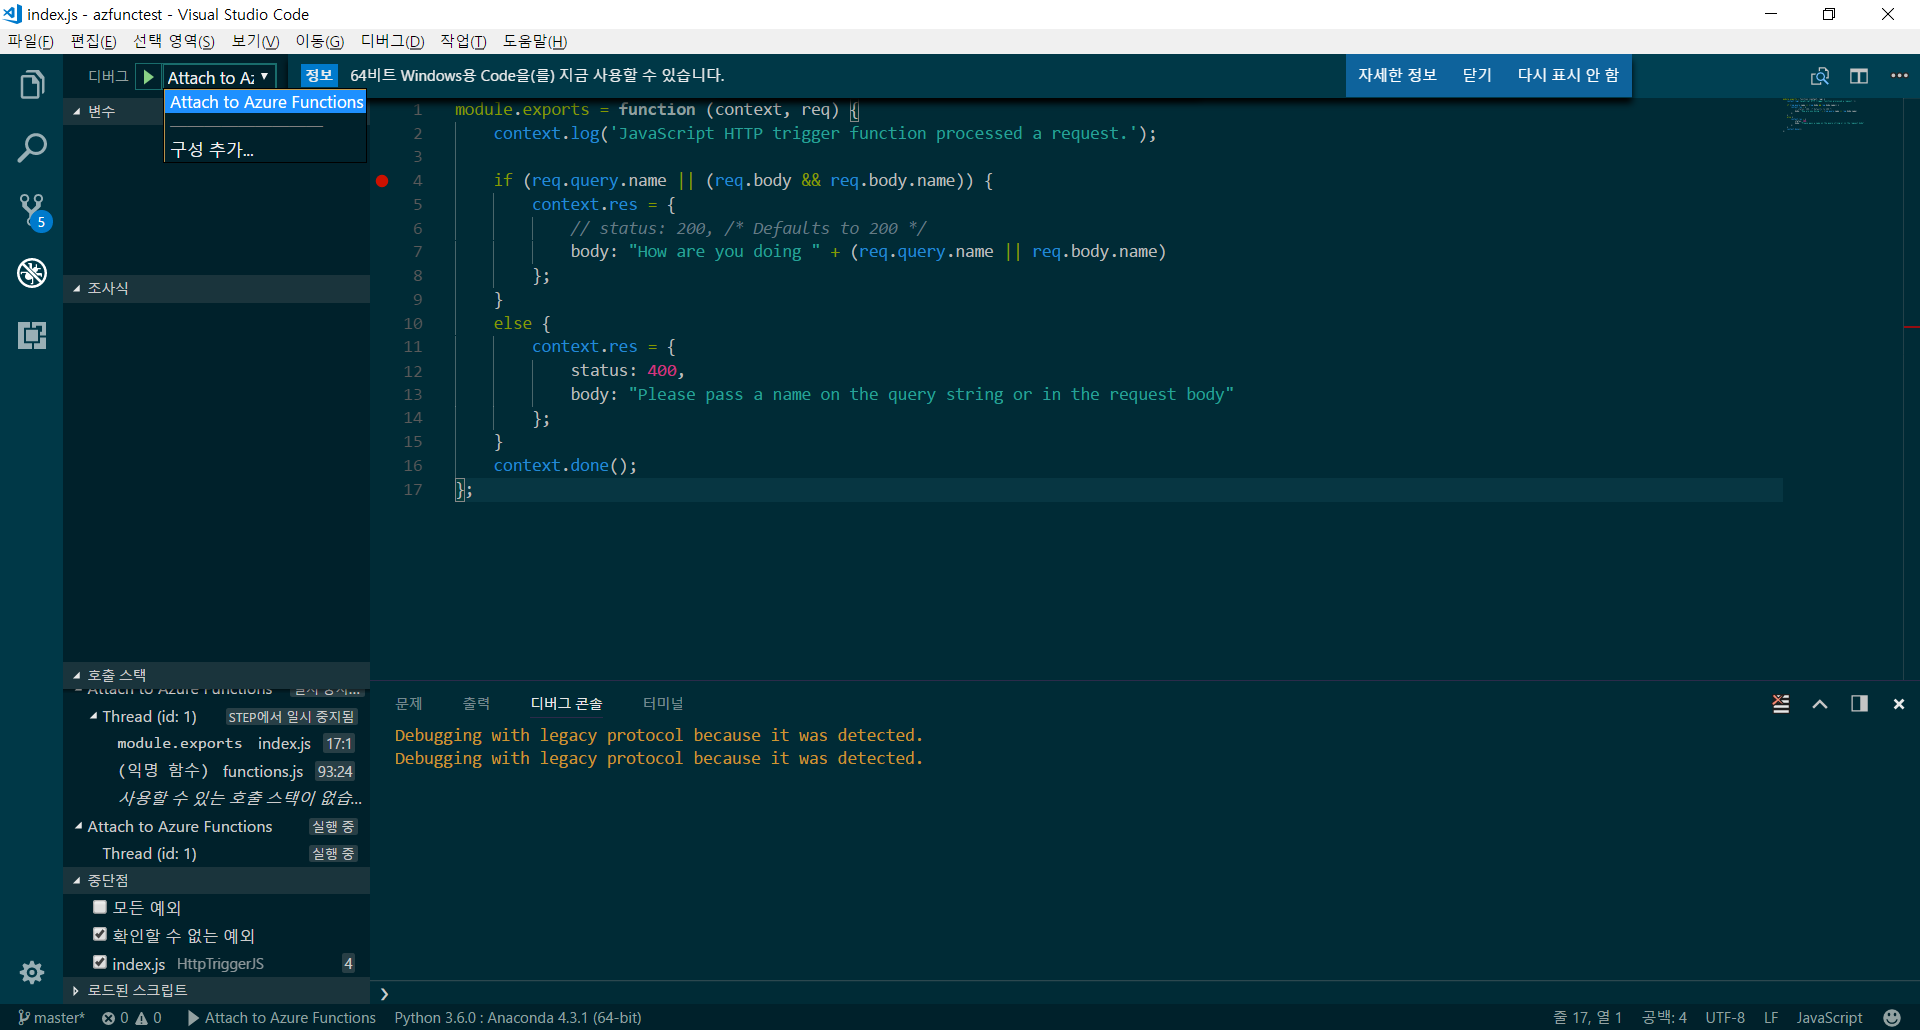 index.js - azfunctest - Visual Studio Code
파일(F) 편집(E) 선택 영역(S) 보기(V) 이동(G) 디버그(D) 작업(T) 도움말(H)
디버그 Attach to Az
정보 64비트 Windows용 Code을(를) 지금 사용할 수 있습니다. 자세한 정보 닫기 다시 표시 안 함
Attach to Azure Functions
구성 추가...
변수
1 module.exports = function (context, req) {
2 context.log('JavaScript HTTP trigger function processed a request.');
3
4 if (req.query.name || (req.body && req.body.name)) {
5 context.res = {
6 // status: 200, /* Defaults to 200 */
7 body: "How are you doing " + (req.query.name || req.body.name)
8 };
9 }
10 else {
11 context.res = {
12 status: 400,
13 body: "Please pass a name on the query string or in the request body"
14 };
15 }
16 context.done();
17 };
5
조사식
호출 스택
Attach to Azure Functions 일시 중지...
Thread (id: 1) STEP에서 일시 중지됨
module.exports index.js 17:1
(익명 함수) functions.js 93:24
사용할 수 있는 호출 스택이 없습...
Attach to Azure Functions 실행 중
Thread (id: 1) 실행 중
중단점
모든 예외
확인할 수 없는 예외
index.js HttpTriggerJS 4
로드된 스크립트
문제 출력 디버그 콘솔 터미널
Debugging with legacy protocol because it was detected.
Debugging with legacy protocol because it was detected.
master* 0 0 Attach to Azure Functions Python 3.6.0 : Anaconda 4.3.1 (64-bit) 줄 17, 열 1 공백: 4 UTF-8 LF JavaScript